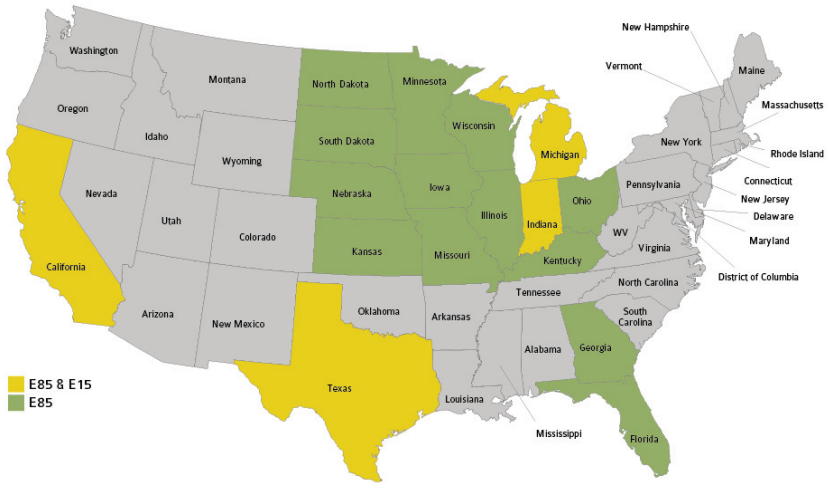 New Hampshire
Washington
Vermont
Maine
Montana
North Dakota
Minnesota
Oregon
Massachusetts
Idaho
South Dakota
Wisconsin
New York
Rhode Island
Wyoming
Michigan
Connecticut
Nevada
Nebraska
Iowa
Pennsylvania
New Jersey
Utah
Illinois
Indiana
Ohio
Delaware
Colorado
WV
Maryland
California
Kansas
Missouri
Kentucky
Virginia
District of Columbia
Arizona
New Mexico
Oklahoma
Arkansas
Tennessee
North Carolina
South
Carolina
Alabama
Georgia
E85 & E15
E85
Texas
Louisiana
Mississippi
Florida